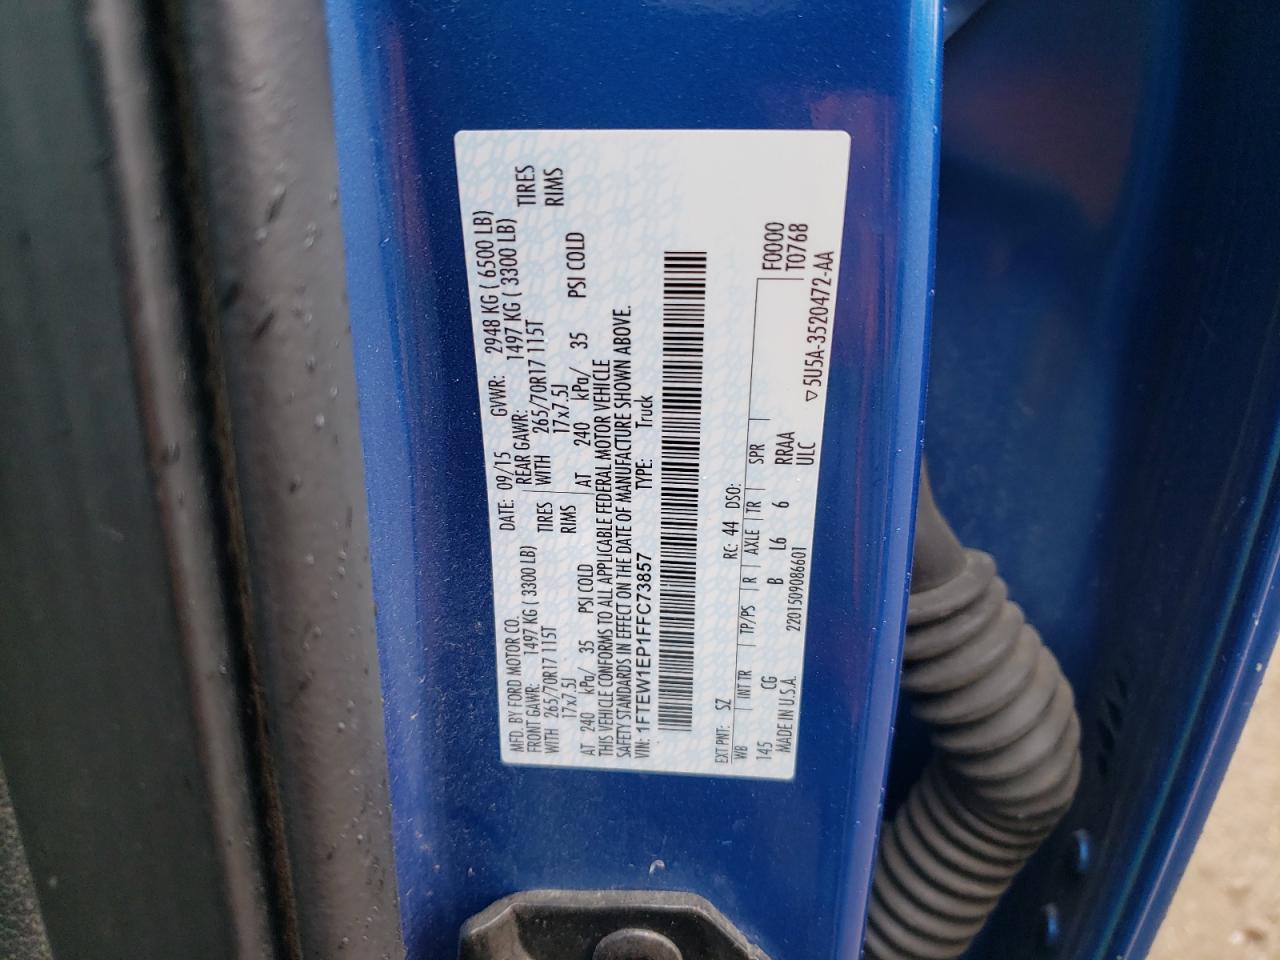 MFD. BY FORD MOTOR CO. DATE: 09/15 GVWR: 2948 KG ( 6500 LB)
FRONT GAWR: 1497 KG ( 3300 LB) REAR GAWR: 1497 KG ( 3300 LB)
WITH 265/70R17 115T TIRES WITH 265/70R17 115T TIRES
17x7.5J RIMS 17x7.5J RIMS
AT 240 kPa/ 35 PSI COLD AT 240 kPa/ 35 PSI COLD
THIS VEHICLE CONFORMS TO ALL APPLICABLE FEDERAL MOTOR VEHICLE
SAFETY STANDARDS IN EFFECT ON THE DATE OF MANUFACTURE SHOWN ABOVE.
VIN: 1FTEW1EP1FFC73857 TYPE: Truck
EXT PNT: SZ RC: 44 DSO:
WB INT TR TP/PS R AXLE TR SPR F0000
145 CG B L6 6 RRAA T0768
MADE IN U.S.A. 2201509086601 ULC ▽5U5A-3520472-AA